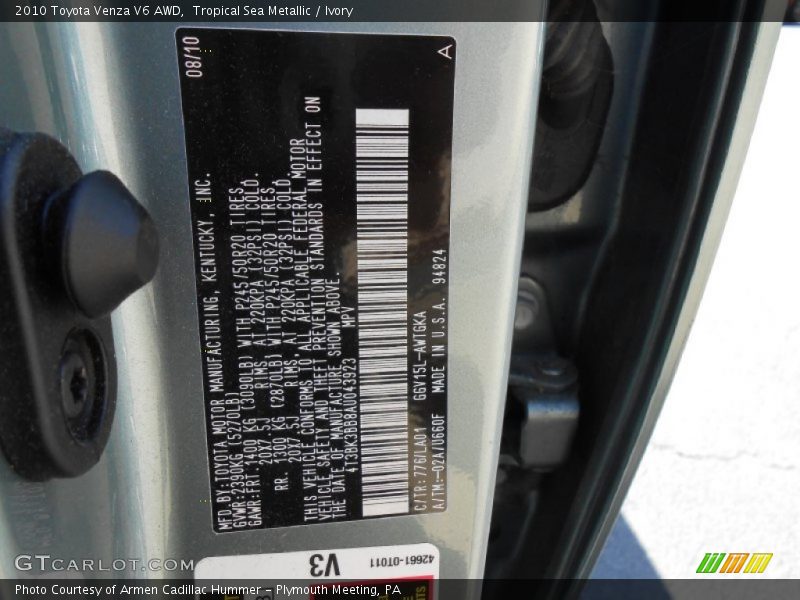 2010 Toyota Venza V6 AWD,  Tropical Sea Metallic / Ivory
08/10
A
MFD BY:TOYOTA MOTOR MANUFACTURING, KENTUCKY, INC.
GVWR:2390KG (5270LB)
GAWR:FRT 1400 KG (3090LB) WITH P245/50R20 TIRES,
20X7.5J RIMS, AT 220KPA (32PSI) COLD.
RR. 1300 KG (2870LB) WITH P245/50R20 TIRES,
20X7.5J RIMS, AT 220KPA (32PSI) COLD.
THIS VEHICLE CONFORMS TO ALL APPLICABLE FEDERAL MOTOR
VEHICLE SAFETY AND THEFT PREVENTION STANDARDS IN EFFECT ON
THE DATE OF MANUFACTURE SHOWN ABOVE.
4T3BK3BB8AU043923 MPV
C/TR:776/LA01 GGV15L-AWTGKA
A/TM:-02A/U660F MADE IN U.S.A. 94824
42661-0T011
V3
GTCARLOT.COM
Photo Courtesy of Armen Cadillac Hummer - Plymouth Meeting, PA